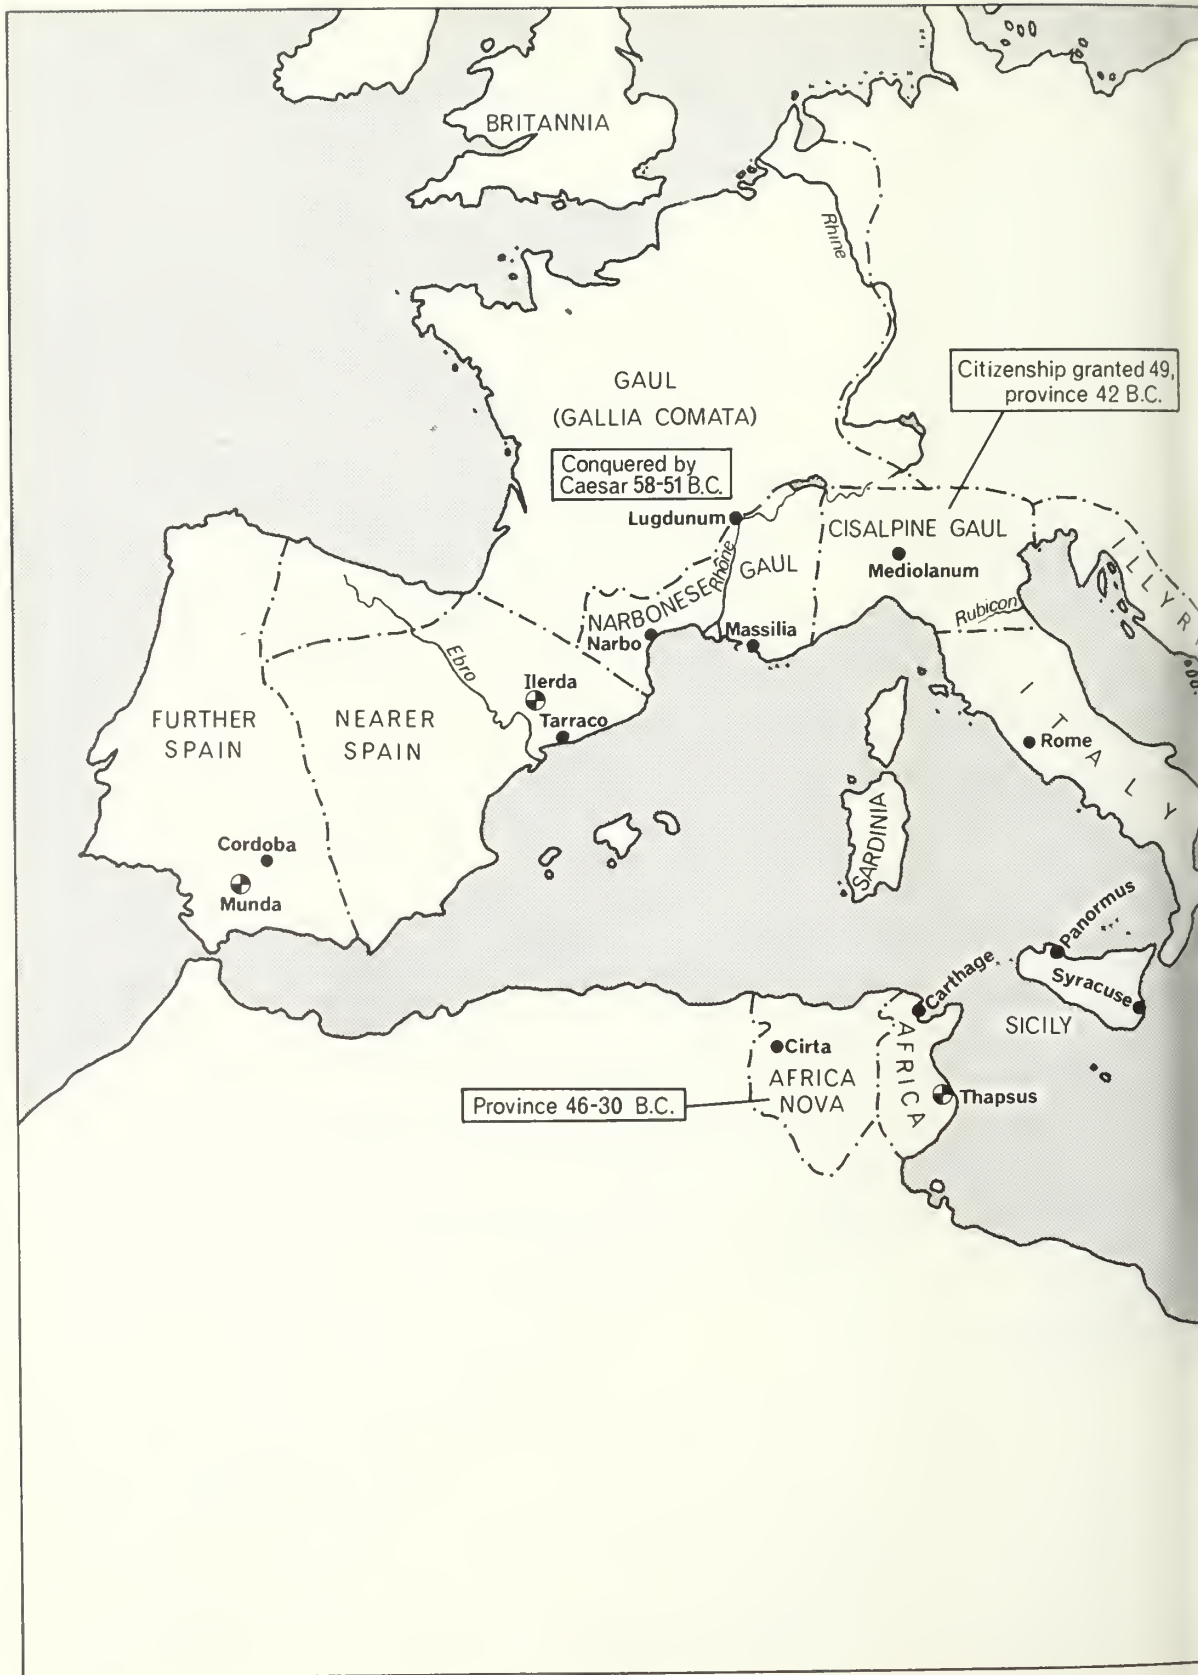 BRITANNIA
Rhine
Citizenship granted 49,
province 42 B.C.
GAUL
(GALLIA COMATA)
Conquered by
Caesar 58-51 B.C.
Lugdunum
CISALPINE GAUL
Mediolanum
ILLYR
Rhône
GAUL
NARBONESE
Narbo
Massilia
Rubicon
Ebro
Ilerda
Tarraco
FURTHER
SPAIN
NEARER
SPAIN
ITALY
Rome
SARDINIA
Cordoba
Munda
Panormus
Carthage
Syracuse
SICILY
Cirta
AFRICA
NOVA
AFRICA
Thapsus
Province 46-30 B.C.